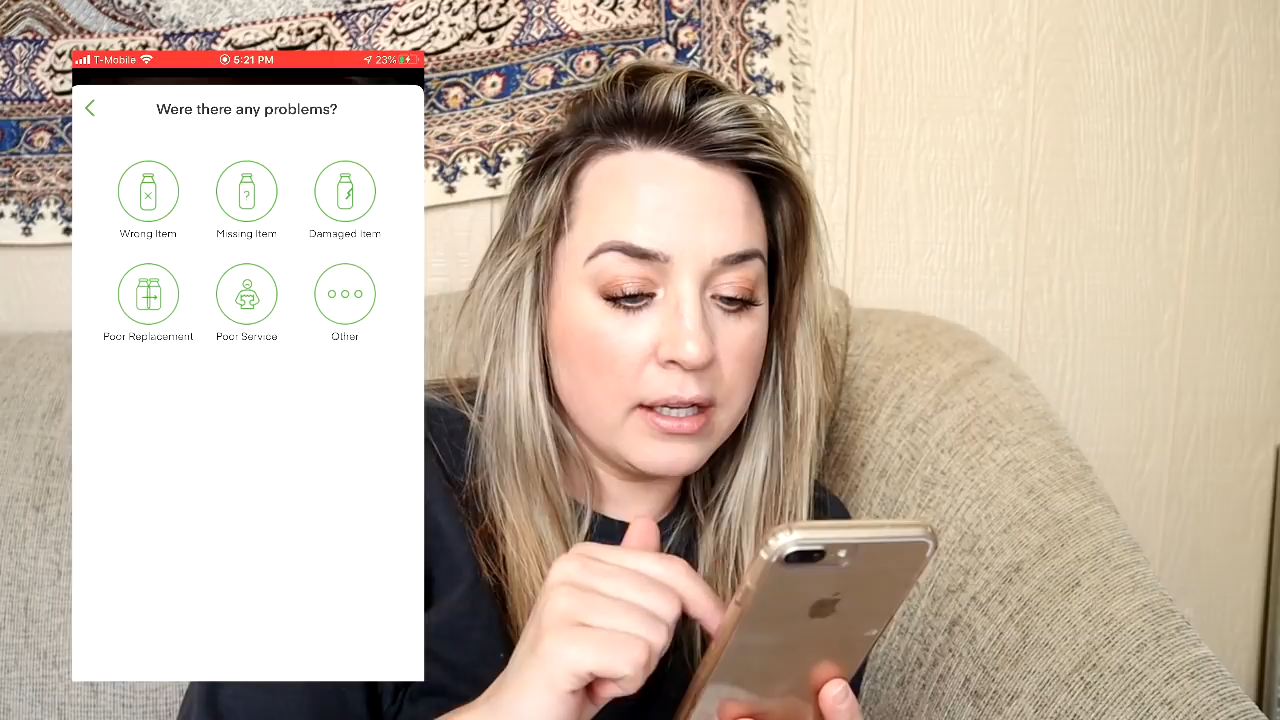 T-Mobile 5:21 PM 23%
Were there any problems?
Wrong Item Missing Item Damaged Item
?
Poor Replacement Poor Service Other